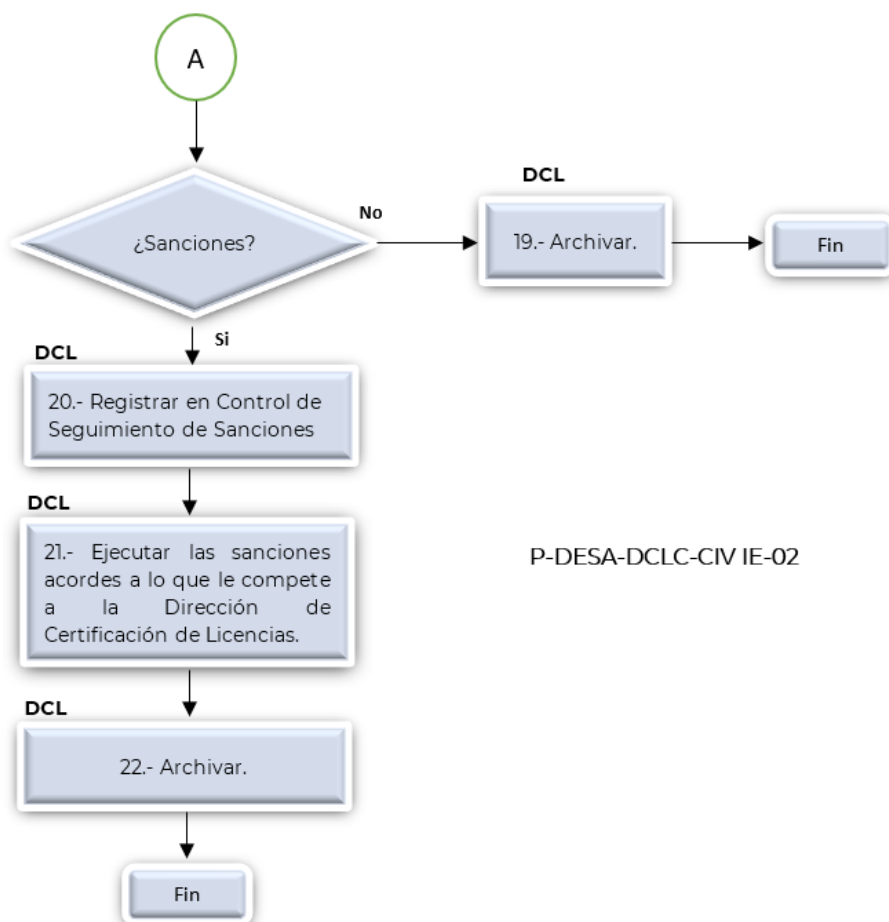 A
¿Sanciones?
No
DCL
19.- Archivar.
Fin
Si
DCL
20.- Registrar en Control de
Seguimiento de Sanciones
DCL
21.- Ejecutar las sanciones
acordes a lo que le compete
a la Dirección de
Certificación de Licencias.
P-DESA-DCLC-CIV IE-02
DCL
22.- Archivar.
Fin